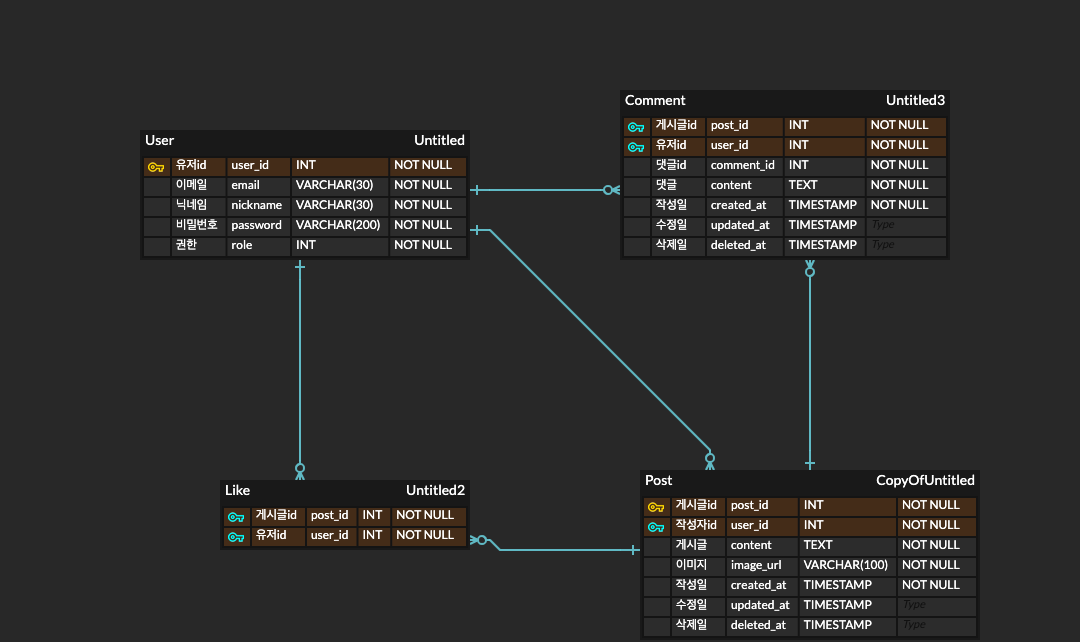 User Untitled
유저id user_id INT NOT NULL
이메일 email VARCHAR(30) NOT NULL
닉네임 nickname VARCHAR(30) NOT NULL
비밀번호 password VARCHAR(200) NOT NULL
권한 role INT NOT NULL
Comment Untitled3
게시글id post_id INT NOT NULL
유저id user_id INT NOT NULL
댓글id comment_id INT NOT NULL
댓글 content TEXT NOT NULL
작성일 created_at TIMESTAMP NOT NULL
수정일 updated_at TIMESTAMP Type
삭제일 deleted_at TIMESTAMP Type
Like Untitled2
게시글id post_id INT NOT NULL
유저id user_id INT NOT NULL
Post CopyOfUntitled
게시글id post_id INT NOT NULL
작성자id user_id INT NOT NULL
게시글 content TEXT NOT NULL
이미지 image_url VARCHAR(100) NOT NULL
작성일 created_at TIMESTAMP NOT NULL
수정일 updated_at TIMESTAMP Type
삭제일 deleted_at TIMESTAMP Type